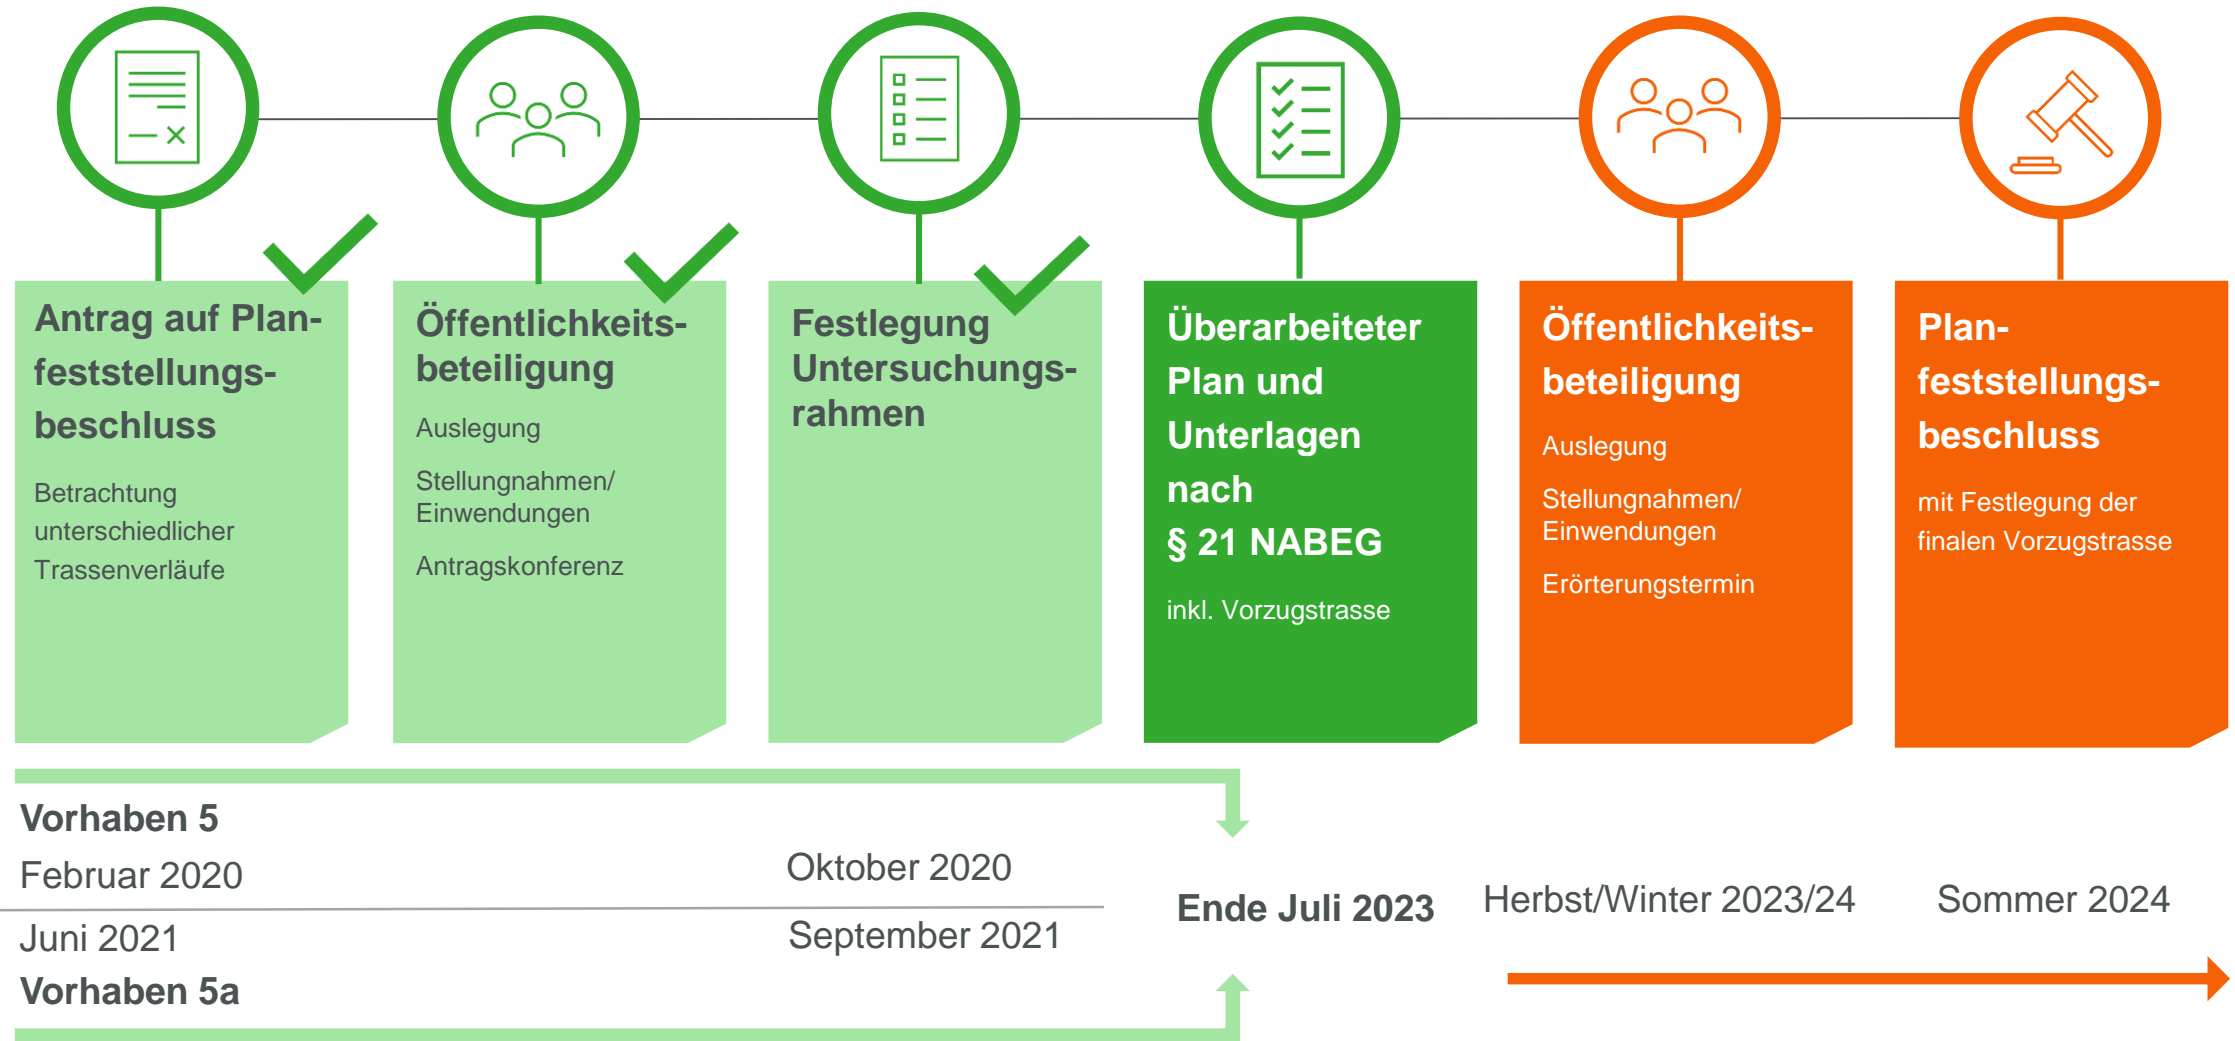 Antrag auf Plan-
feststellungs-
beschluss
Betrachtung
unterschiedlicher
Trassenverläufe
Öffentlichkeits-
beteiligung
Auslegung
Stellungnahmen/
Einwendungen
Antragskonferenz
Festlegung
Untersuchungs-
rahmen
Überarbeiteter
Plan und
Unterlagen
nach
§ 21 NABEG
inkl. Vorzugstrasse
Öffentlichkeits-
beteiligung
Auslegung
Stellungnahmen/
Einwendungen
Erörterungstermin
Plan-
feststellungs-
beschluss
mit Festlegung der
finalen Vorzugstrasse
Vorhaben 5
Februar 2020
Oktober 2020
Juni 2021
September 2021
Vorhaben 5a
Ende Juli 2023
Herbst/Winter 2023/24
Sommer 2024